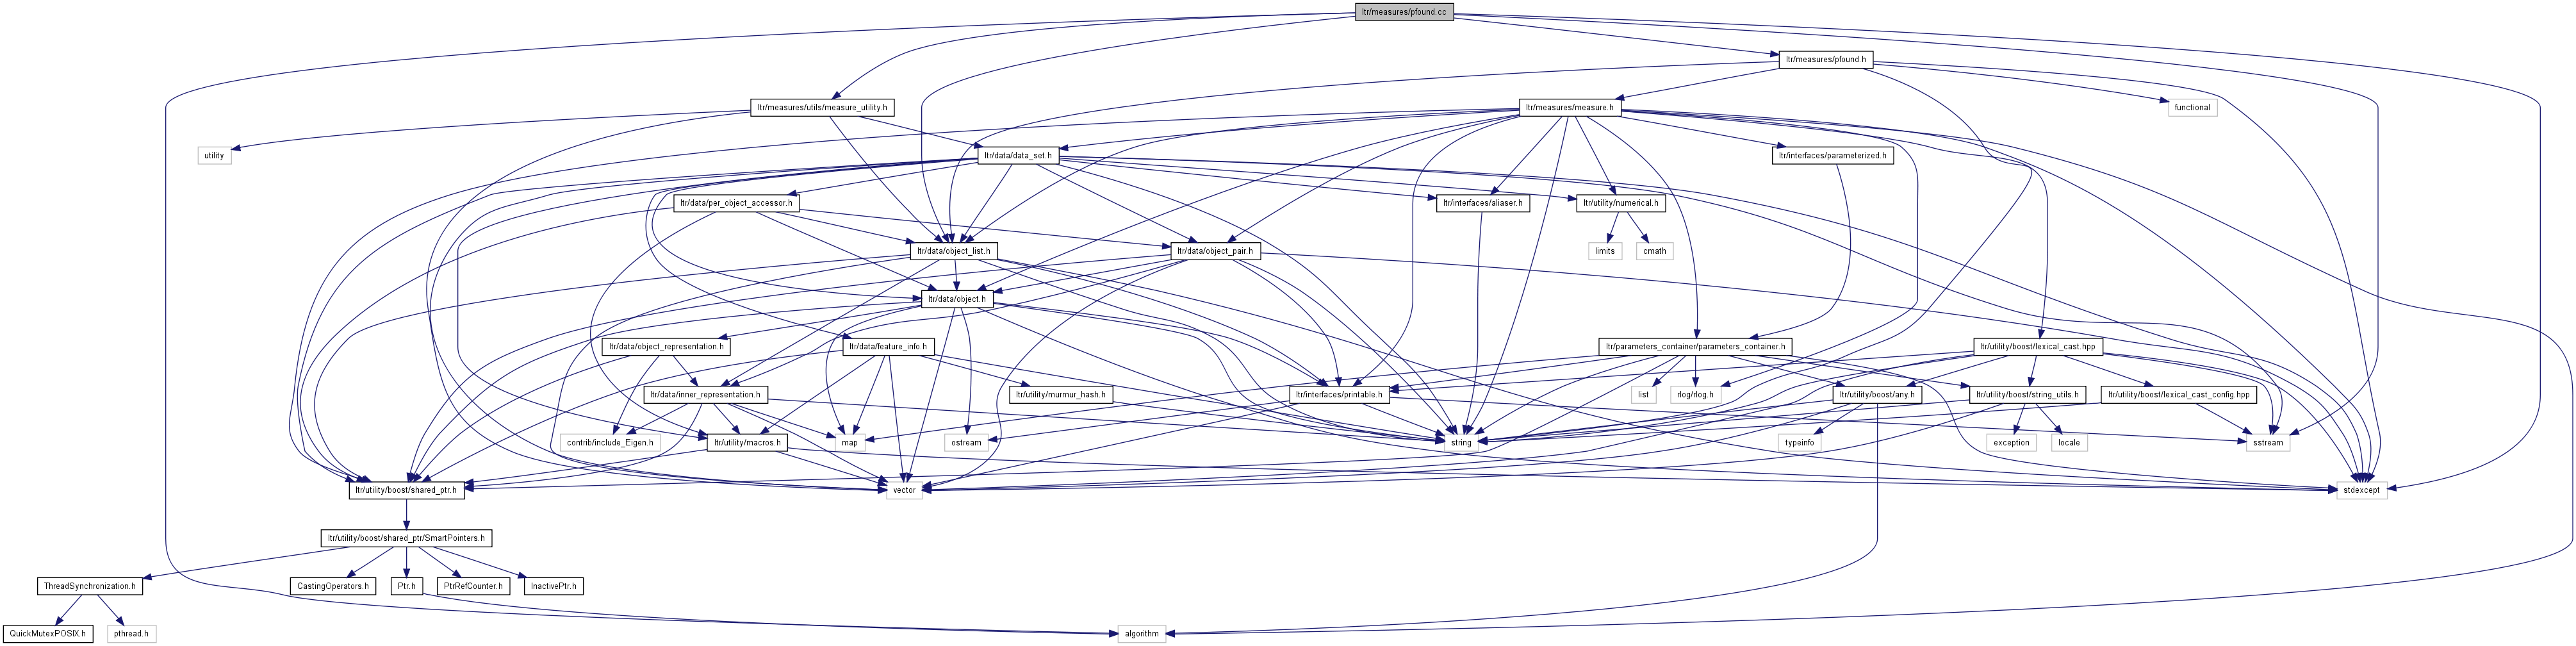 ltr/measures/pfound.cc
ltr/measures/pfound.h
ltr/measures/utils/measure_utility.h
ltr/measures/measure.h
functional
utility
ltr/data/data_set.h
ltr/interfaces/parameterized.h
ltr/data/per_object_accessor.h
ltr/interfaces/aliaser.h
ltr/utility/numerical.h
ltr/data/object_list.h
ltr/data/object_pair.h
limits
cmath
ltr/data/object.h
ltr/data/object_representation.h
ltr/data/feature_info.h
ltr/parameters_container/parameters_container.h
ltr/utility/boost/lexical_cast.hpp
ltr/data/inner_representation.h
ltr/utility/murmur_hash.h
ltr/interfaces/printable.h
list
rlog/rlog.h
ltr/utility/boost/any.h
ltr/utility/boost/string_utils.h
ltr/utility/boost/lexical_cast_config.hpp
contrib/include_Eigen.h
ltr/utility/macros.h
map
ostream
string
typeinfo
exception
locale
sstream
ltr/utility/boost/shared_ptr.h
vector
stdexcept
ltr/utility/boost/shared_ptr/SmartPointers.h
ThreadSynchronization.h
CastingOperators.h
Ptr.h
PtrRefCounter.h
InactivePtr.h
QuickMutexPOSIX.h
pthread.h
algorithm